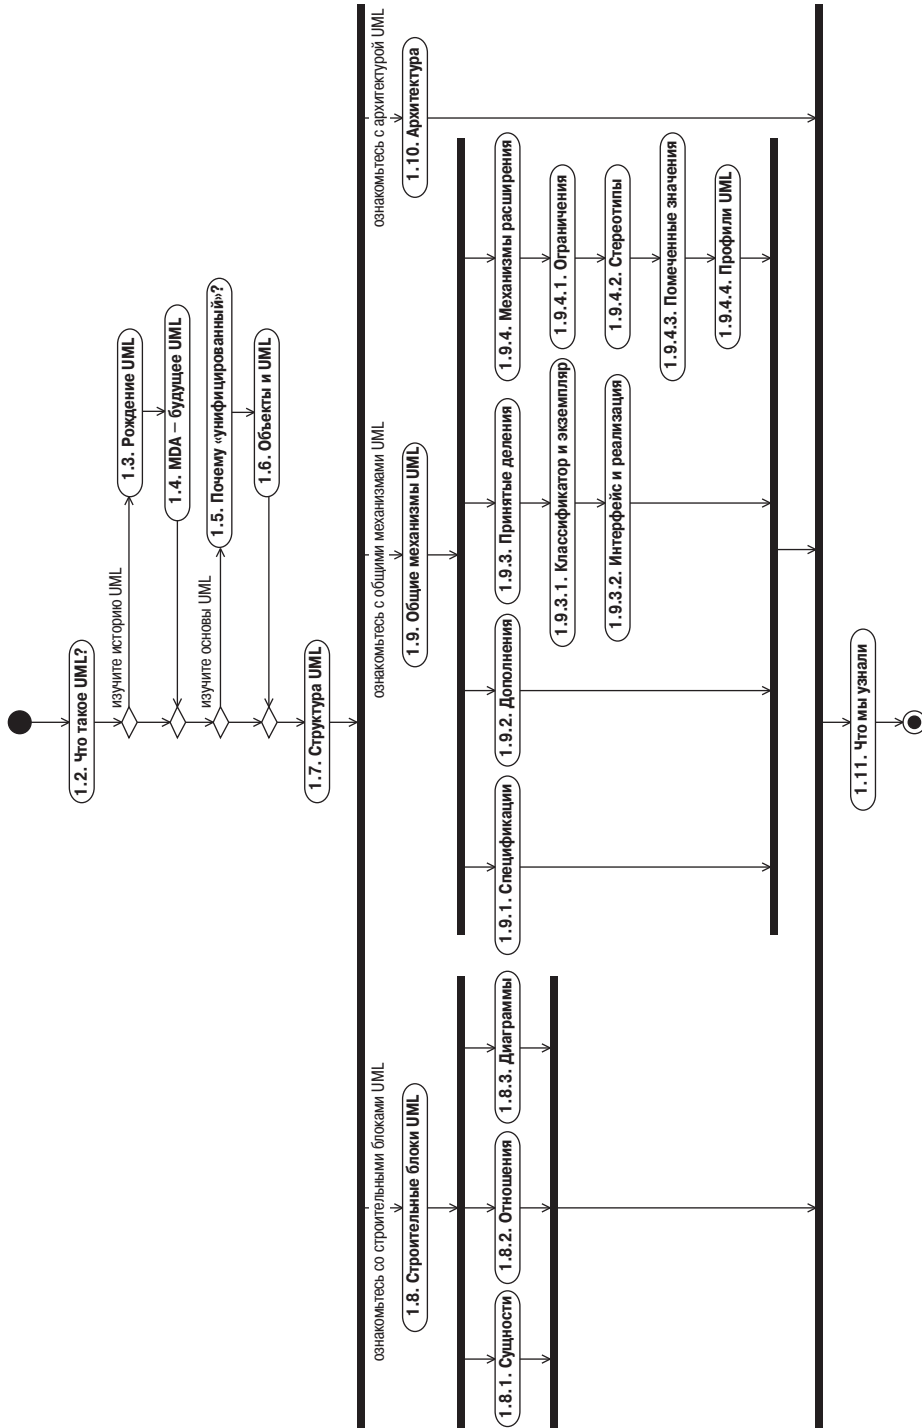 1.2. Что такое UML?
изучите историю UML
1.3. Рождение UML
1.4. MDA – будущее UML
изучите основы UML
1.5. Почему «унифицированный»?
1.6. Объекты и UML
1.7. Структура UML
ознакомьтесь со строительными блоками UML
1.8. Строительные блоки UML
1.8.1. Сущности
1.8.2. Отношения
1.8.3. Диаграммы
ознакомьтесь с общими механизмами UML
1.9. Общие механизмы UML
1.9.1. Спецификации
1.9.2. Дополнения
1.9.3. Принятые деления
1.9.3.1. Классификатор и экземпляр
1.9.3.2. Интерфейс и реализация
1.9.4. Механизмы расширения
1.9.4.1. Ограничения
1.9.4.2. Стереотипы
1.9.4.3. Помеченные значения
1.9.4.4. Профили UML
ознакомьтесь с архитектурой UML
1.10. Архитектура
1.11. Что мы узнали